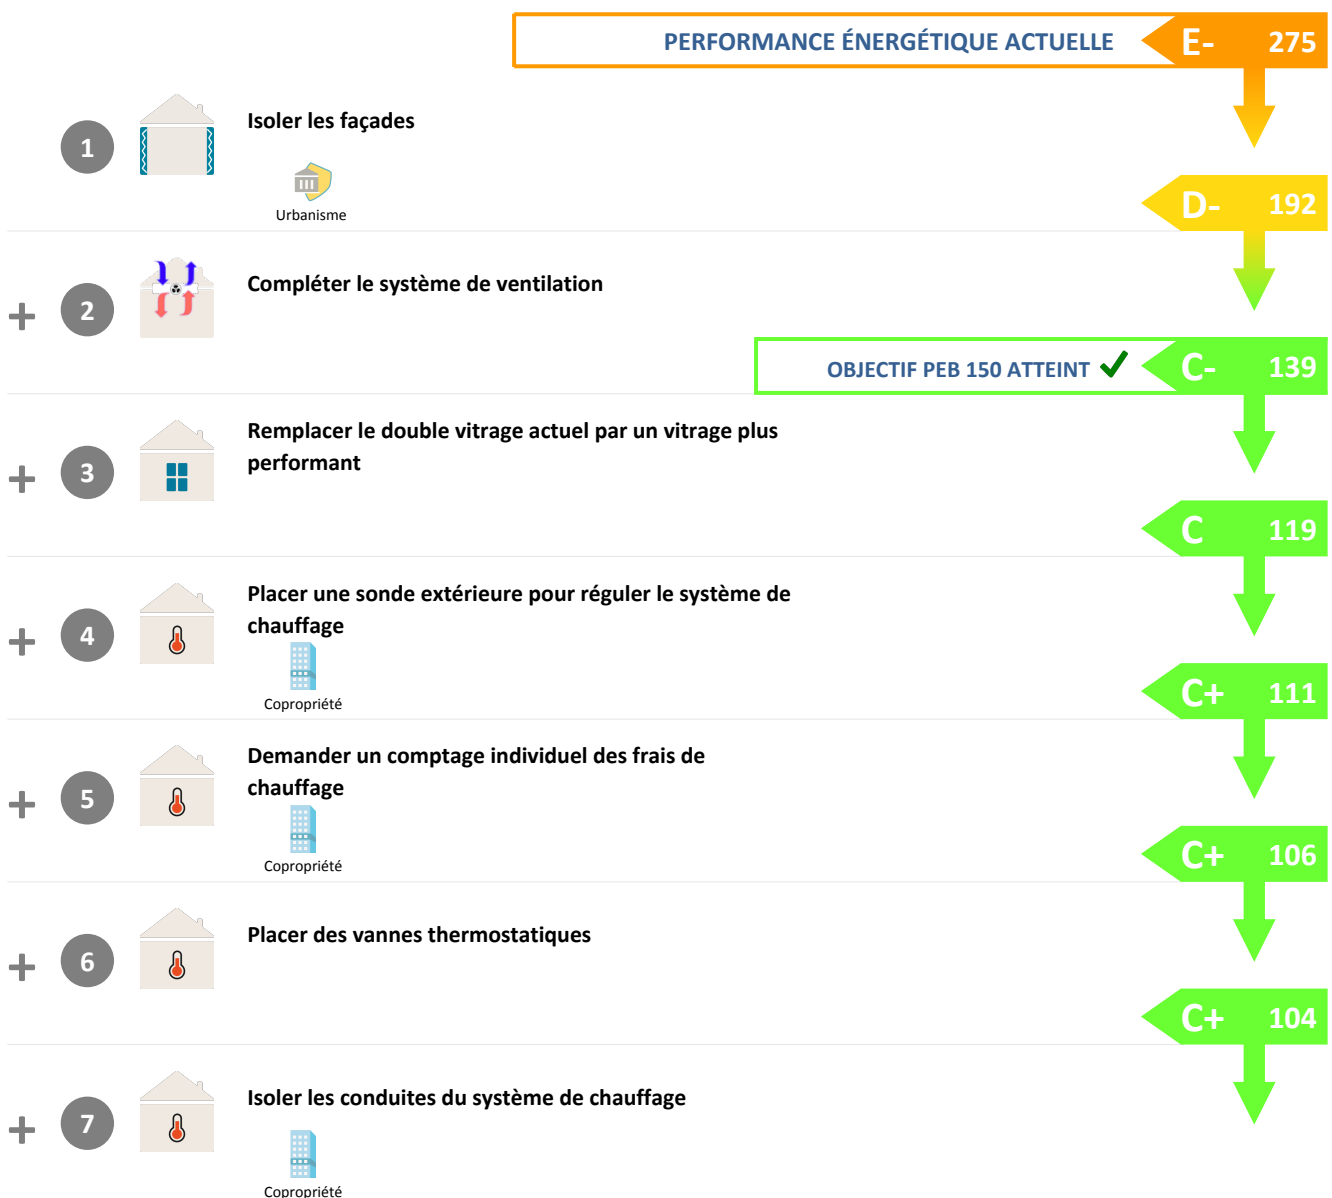 PERFORMANCE ÉNERGÉTIQUE ACTUELLE
E- 275
1
Isoler les façades
Urbanisme
D- 192
+ 2
Compléter le système de ventilation
OBJECTIF PEB 150 ATTEINT ✓
C- 139
+ 3
Remplacer le double vitrage actuel par un vitrage plus
performant
C 119
+ 4
Placer une sonde extérieure pour réguler le système de
chauffage
Copropriété
C+ 111
+ 5
Demander un comptage individuel des frais de
chauffage
Copropriété
C+ 106
+ 6
Placer des vannes thermostatiques
C+ 104
+ 7
Isoler les conduites du système de chauffage
Copropriété